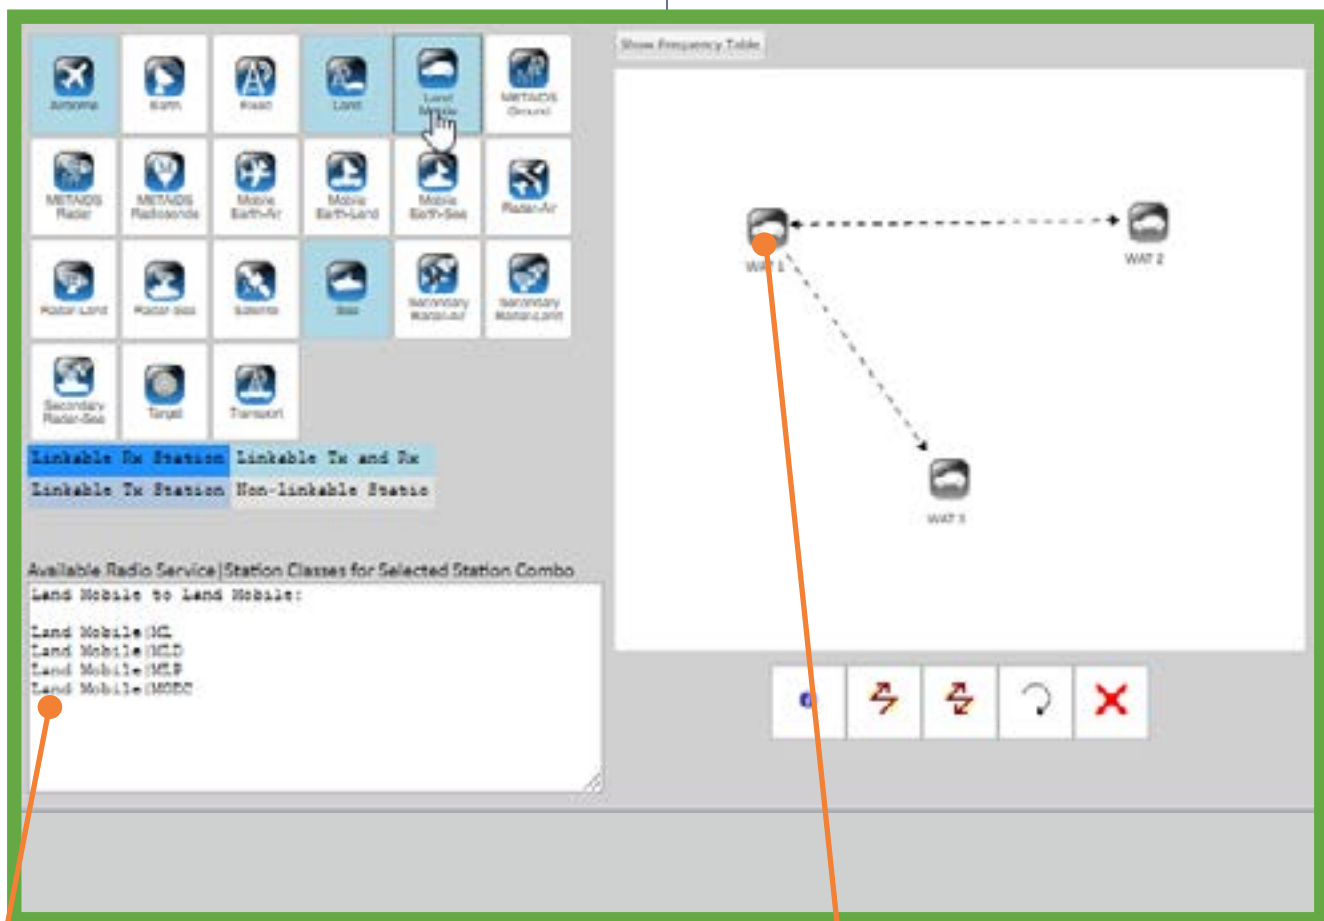 Show Frequency Table
Airborne
Earth
Fixed
Land
Land
Mobile
METAIDS
Ground
METAIDS
Radar
METAIDS
Radiosonde
Mobile
Earth-Air
Mobile
Earth-Land
Mobile
Earth-Sea
Radar-Air
Radar-Land
Radar-Sea
Satellite
Sea
Secondary
Radar-Air
Secondary
Radar-Land
Secondary
Radar-Sea
Target
Transport
Linkable Rx Station Linkable Tx and Rx
Linkable Tx Station Non-linkable Statio
Available Radio Service|Station Classes for Selected Station Combo
Land Mobile to Land Mobile:
Land Mobile|ML
Land Mobile|MLD
Land Mobile|MLP
Land Mobile|MOEC
WAT 1
WAT 2
WAT 3